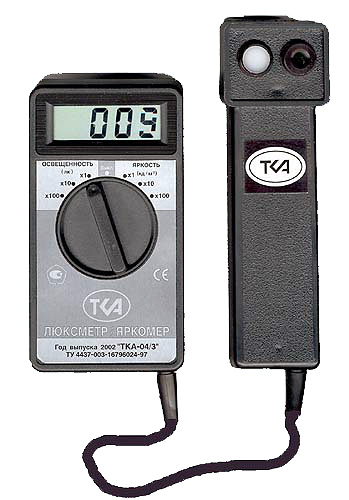 009
ОСВЕЩЕННОСТЬ ЯРКОСТЬ
(лк) (кд/м²)
x1 x1
x10 x10
x100 x100
CE
ТКА
ЛЮКСМЕТР ЯРКОМЕР
Год выпуска 2002 "ТКА-04/3"
ТУ 4437-003-16796024-97
ТКА